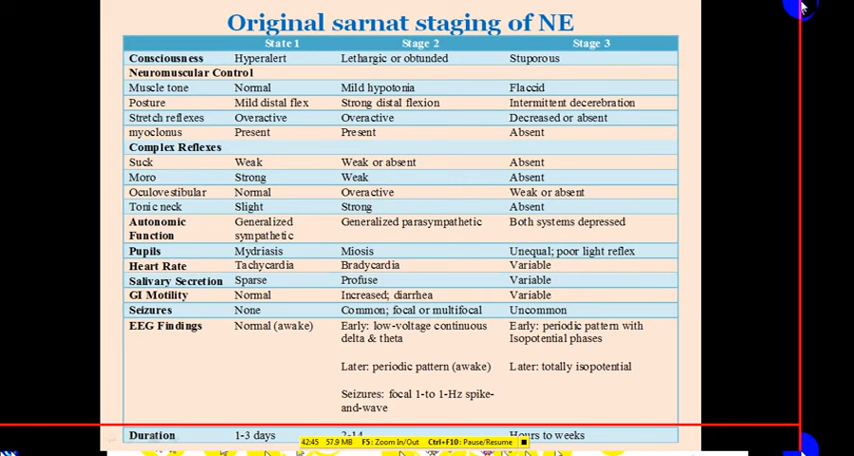 Original sarnat staging of NE
State 1 Stage 2 Stage 3
Consciousness Hyperalert Lethargic or obtunded Stuporous
Neuromuscular Control
Muscle tone Normal Mild hypotonia Flaccid
Posture Mild distal flex Strong distal flexion Intermittent decerebration
Stretch reflexes Overactive Overactive Decreased or absent
myoclonus Present Present Absent
Complex Reflexes
Suck Weak Weak or absent Absent
Moro Strong Weak Absent
Oculovestibular Normal Overactive Weak or absent
Tonic neck Slight Strong Absent
Autonomic Generalized Generalized parasympathetic Both systems depressed
Function sympathetic
Pupils Mydriasis Miosis Unequal; poor light reflex
Heart Rate Tachycardia Bradycardia Variable
Salivary Secretion Sparse Profuse Variable
GI Motility Normal Increased; diarrhea Variable
Seizures None Common; focal or multifocal Uncommon
EEG Findings Normal (awake) Early: low-voltage continuous Early: periodic pattern with
delta & theta Isopotential phases
Later: periodic pattern (awake) Later: totally isopotential
Seizures: focal 1-to 1-Hz spike-
and-wave
Duration 1-3 days 2-14 Hours to weeks
42:45 57.9 MB F5: Zoom In/Out Ctrl+F10: Pause/Resume